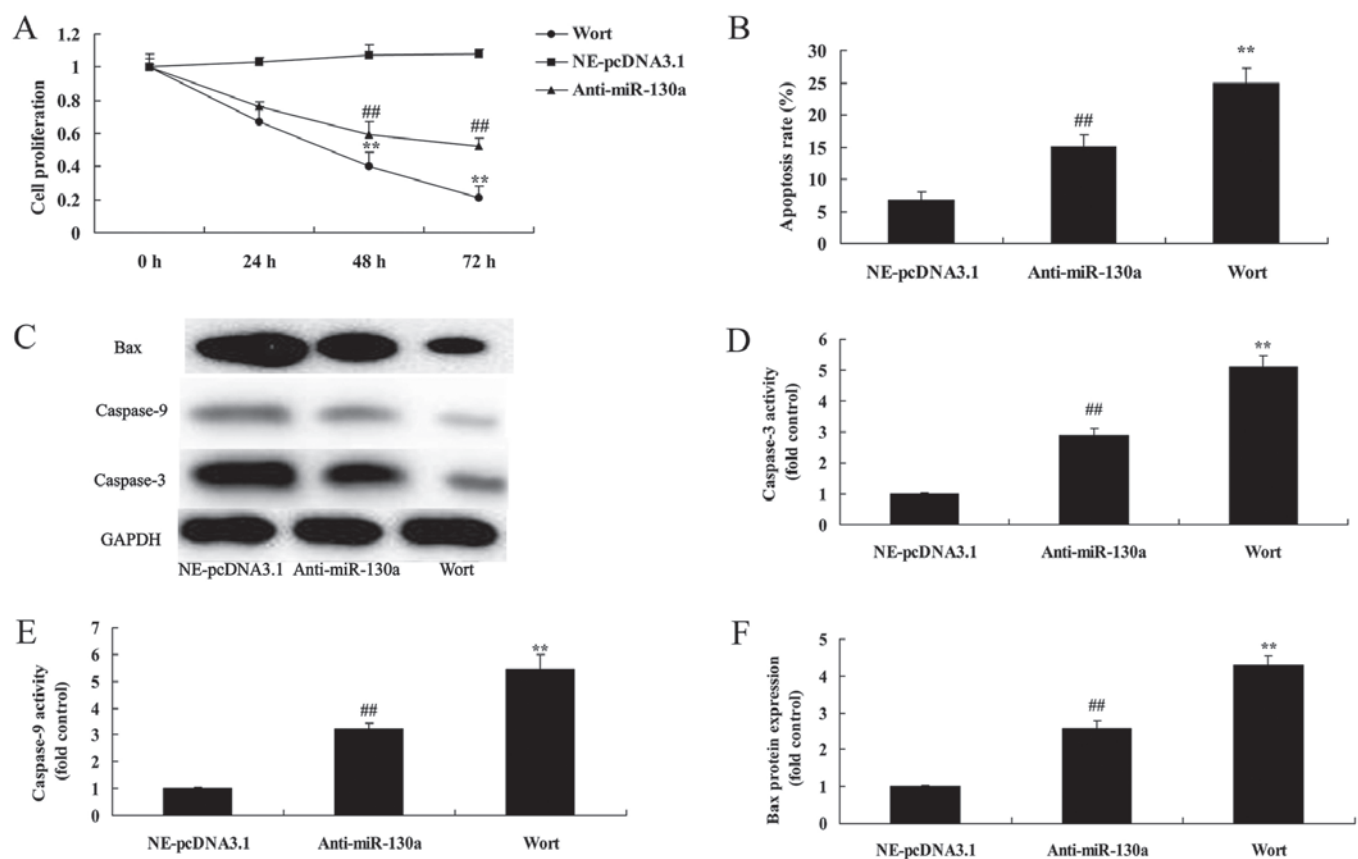 A
Cell proliferation
1.2
1
0.8
0.6
0.4
0.2
0
0 h 24 h 48 h 72 h
##
**
##
**
Wort
NE-pcDNA3.1
Anti-miR-130a
B
Apoptosis rate (%)
30
25
20
15
10
5
0
##
**
NE-pcDNA3.1 Anti-miR-130a Wort
C
Bax
Caspase-9
Caspase-3
GAPDH
NE-pcDNA3.1 Anti-miR-130a Wort
D
Caspase-3 activity
(fold control)
6
5
4
3
2
1
0
##
**
NE-pcDNA3.1 Anti-miR-130a Wort
E
Caspase-9 activity
(fold control)
7
6
5
4
3
2
1
0
##
**
NE-pcDNA3.1 Anti-miR-130a Wort
F
Bax protein expression
(fold control)
5
4
3
2
1
0
##
**
NE-pcDNA3.1 Anti-miR-130a Wort